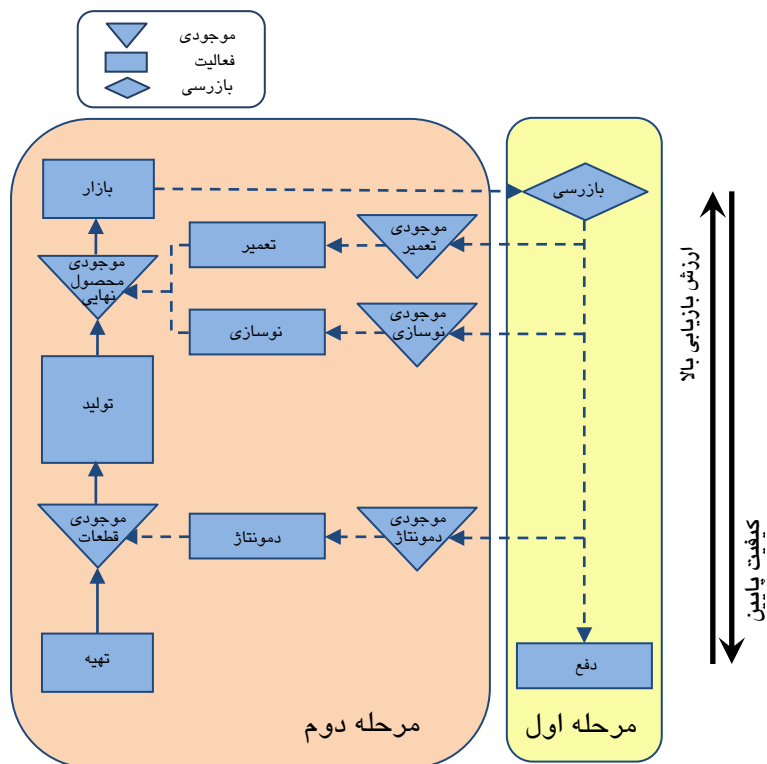 موجودی
فعالیت
بازرسی
بازار
بازرسی
موجودی
تعمیر
تعمیر
موجودی
محصول
نهایی
موجودی
نوسازی
نوسازی
تولید
موجودی
قطعات
دمونتاژ
موجودی
دمونتاژ
تهیه
دفع
مرحله دوم
مرحله اول
ارزش بازیابی بالا
کیفیت پایین